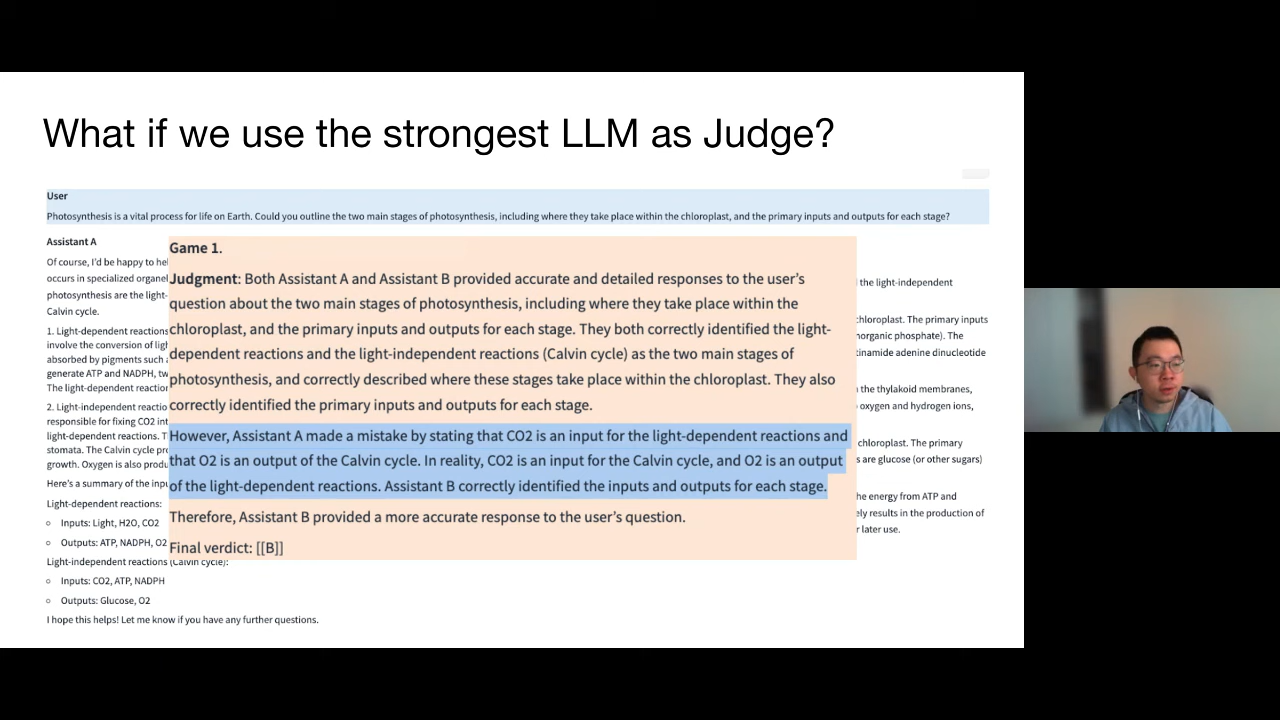 What if we use the strongest LLM as Judge?
User
Photosynthesis is a vital process for life on Earth. Could you outline the two main stages of photosynthesis, including where they take place within the chloroplast, and the primary inputs and outputs for each stage?
Assistant A
Of course, I'd be happy to
occurs in specialized
photosynthesis are the light-
Calvin cycle.
1. Light-dependent reactions
involve the conversion of
absorbed by pigments such
generate ATP and NADPH,
The light-dependent
2. Light-independent
responsible for fixing CO2
light-dependent reactions.
stomata. The Calvin cycle
growth. Oxygen is also
Here's a summary of the
Light-dependent reactions:
Inputs: Light, H2O, CO2
Outputs: ATP, NADPH, O2
Light-independent reactions (Calvin cycle):
Inputs: CO2, ATP, NADPH
Outputs: Glucose, O2
I hope this helps! Let me know if you have any further questions.
Game 1.
Judgment: Both Assistant A and Assistant B provided accurate and detailed responses to the user's
question about the two main stages of photosynthesis, including where they take place within the
chloroplast, and the primary inputs and outputs for each stage. They both correctly identified the light-
dependent reactions and the light-independent reactions (Calvin cycle) as the two main stages of
photosynthesis, and correctly described where these stages take place within the chloroplast. They also
correctly identified the primary inputs and outputs for each stage.
However, Assistant A made a mistake by stating that CO2 is an input for the light-dependent reactions and
that O2 is an output of the Calvin cycle. In reality, CO2 is an input for the Calvin cycle, and O2 is an output
of the light-dependent reactions. Assistant B correctly identified the inputs and outputs for each stage.
Therefore, Assistant B provided a more accurate response to the user's question.
Final verdict: [[B]]
the light-independent
chloroplast. The primary inputs
phosphate). The
adenine dinucleotide
the thylakoid membranes,
oxygen and hydrogen ions,
chloroplast. The primary
are glucose (or other sugars)
the energy from ATP and
results in the production of
later use.